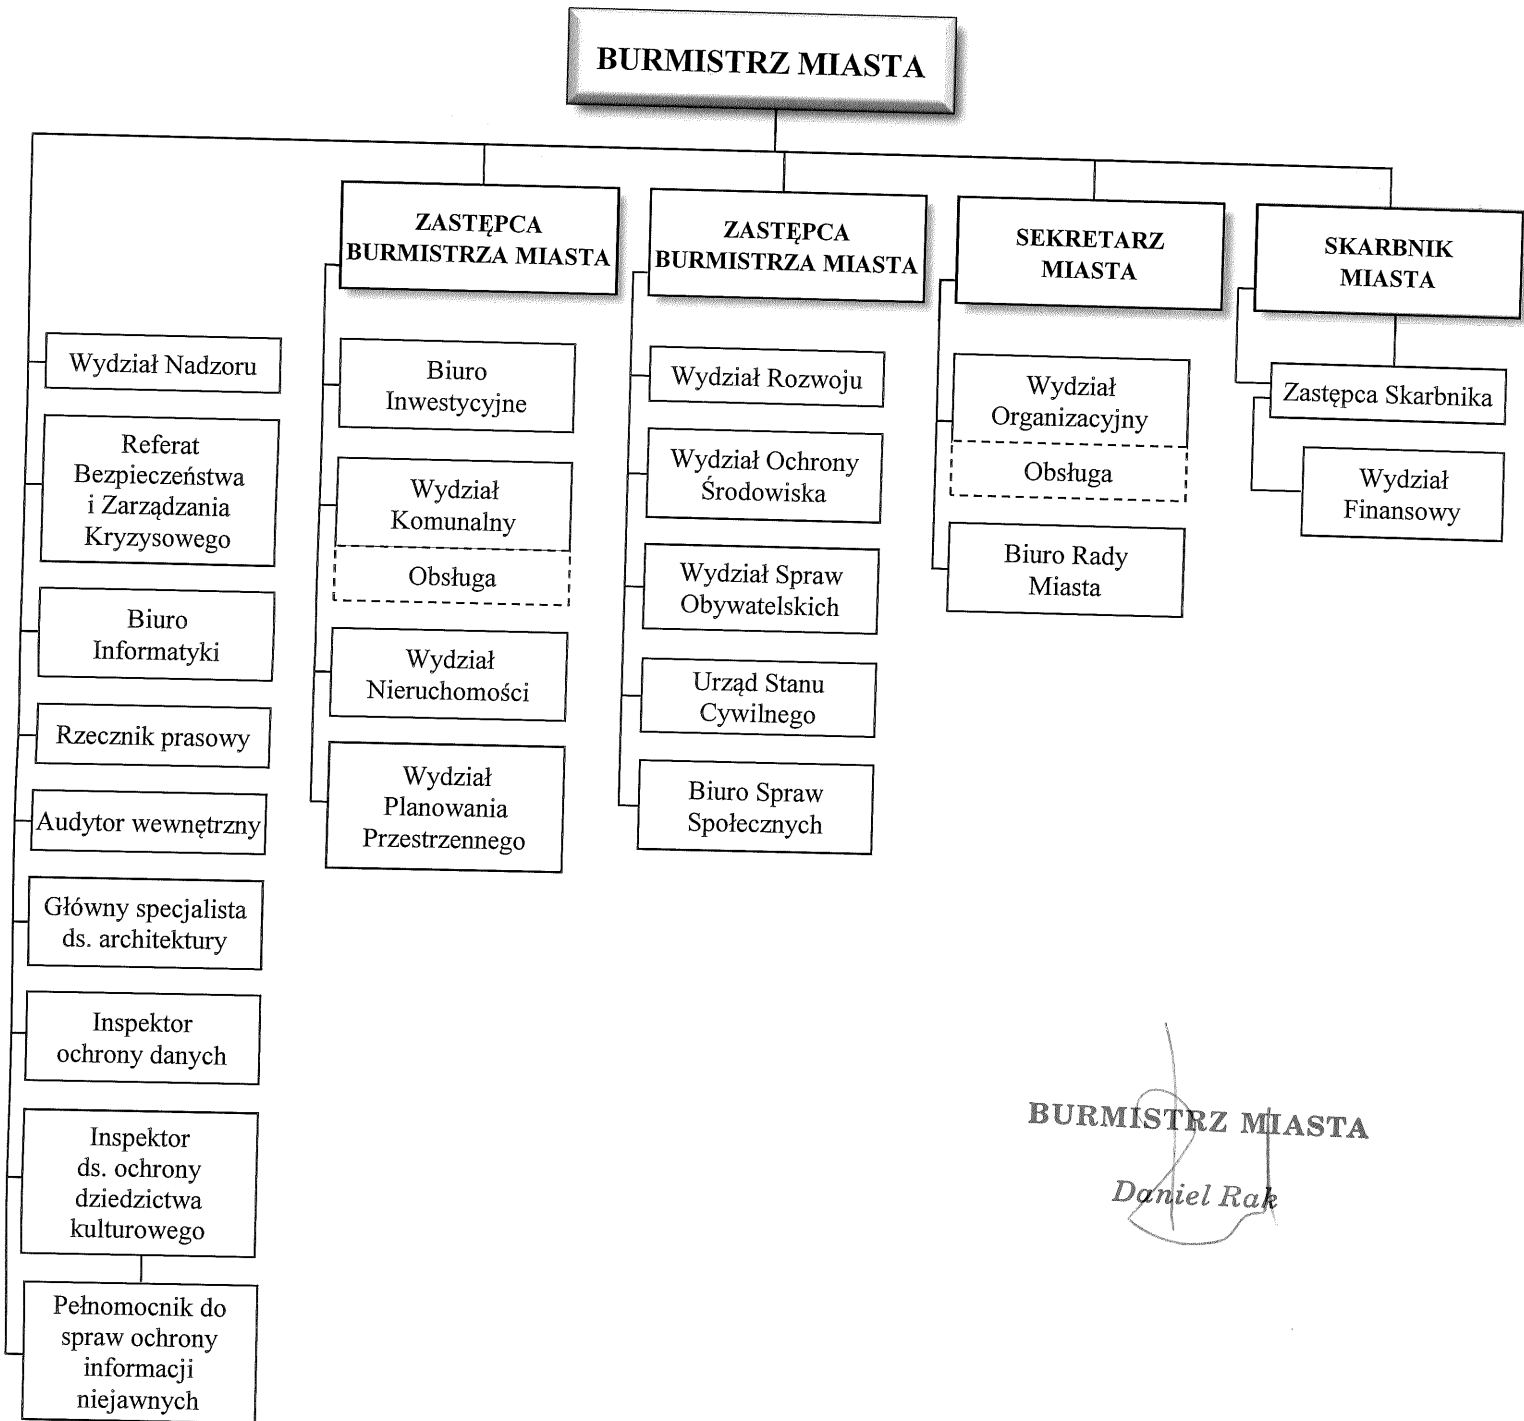 BURMISTRZ MIASTA
ZASTĘPCA
BURMISTRZA MIASTA
ZASTĘPCA
BURMISTRZA MIASTA
SEKRETARZ
MIASTA
SKARBNIK
MIASTA
Wydział Nadzoru
Referat
Bezpieczeństwa
i Zarządzania
Kryzysowego
Biuro
Informatyki
Rzecznik prasowy
Audytor wewnętrzny
Główny specjalista
ds. architektury
Inspektor
ochrony danych
Inspektor
ds. ochrony
dziedzictwa
kulturowego
Pełnomocnik do
spraw ochrony
informacji
niejawnych
Biuro
Inwestycyjne
Wydział
Komunalny
Obsługa
Wydział
Nieruchomości
Wydział
Planowania
Przestrzennego
Wydział Rozwoju
Wydział Ochrony
Środowiska
Wydział Spraw
Obywatelskich
Urząd Stanu
Cywilnego
Biuro Spraw
Społecznych
Wydział
Organizacyjny
Obsługa
Biuro Rady
Miasta
Zastępca Skarbnika
Wydział
Finansowy
BURMISTRZ MIASTA
Daniel Rak